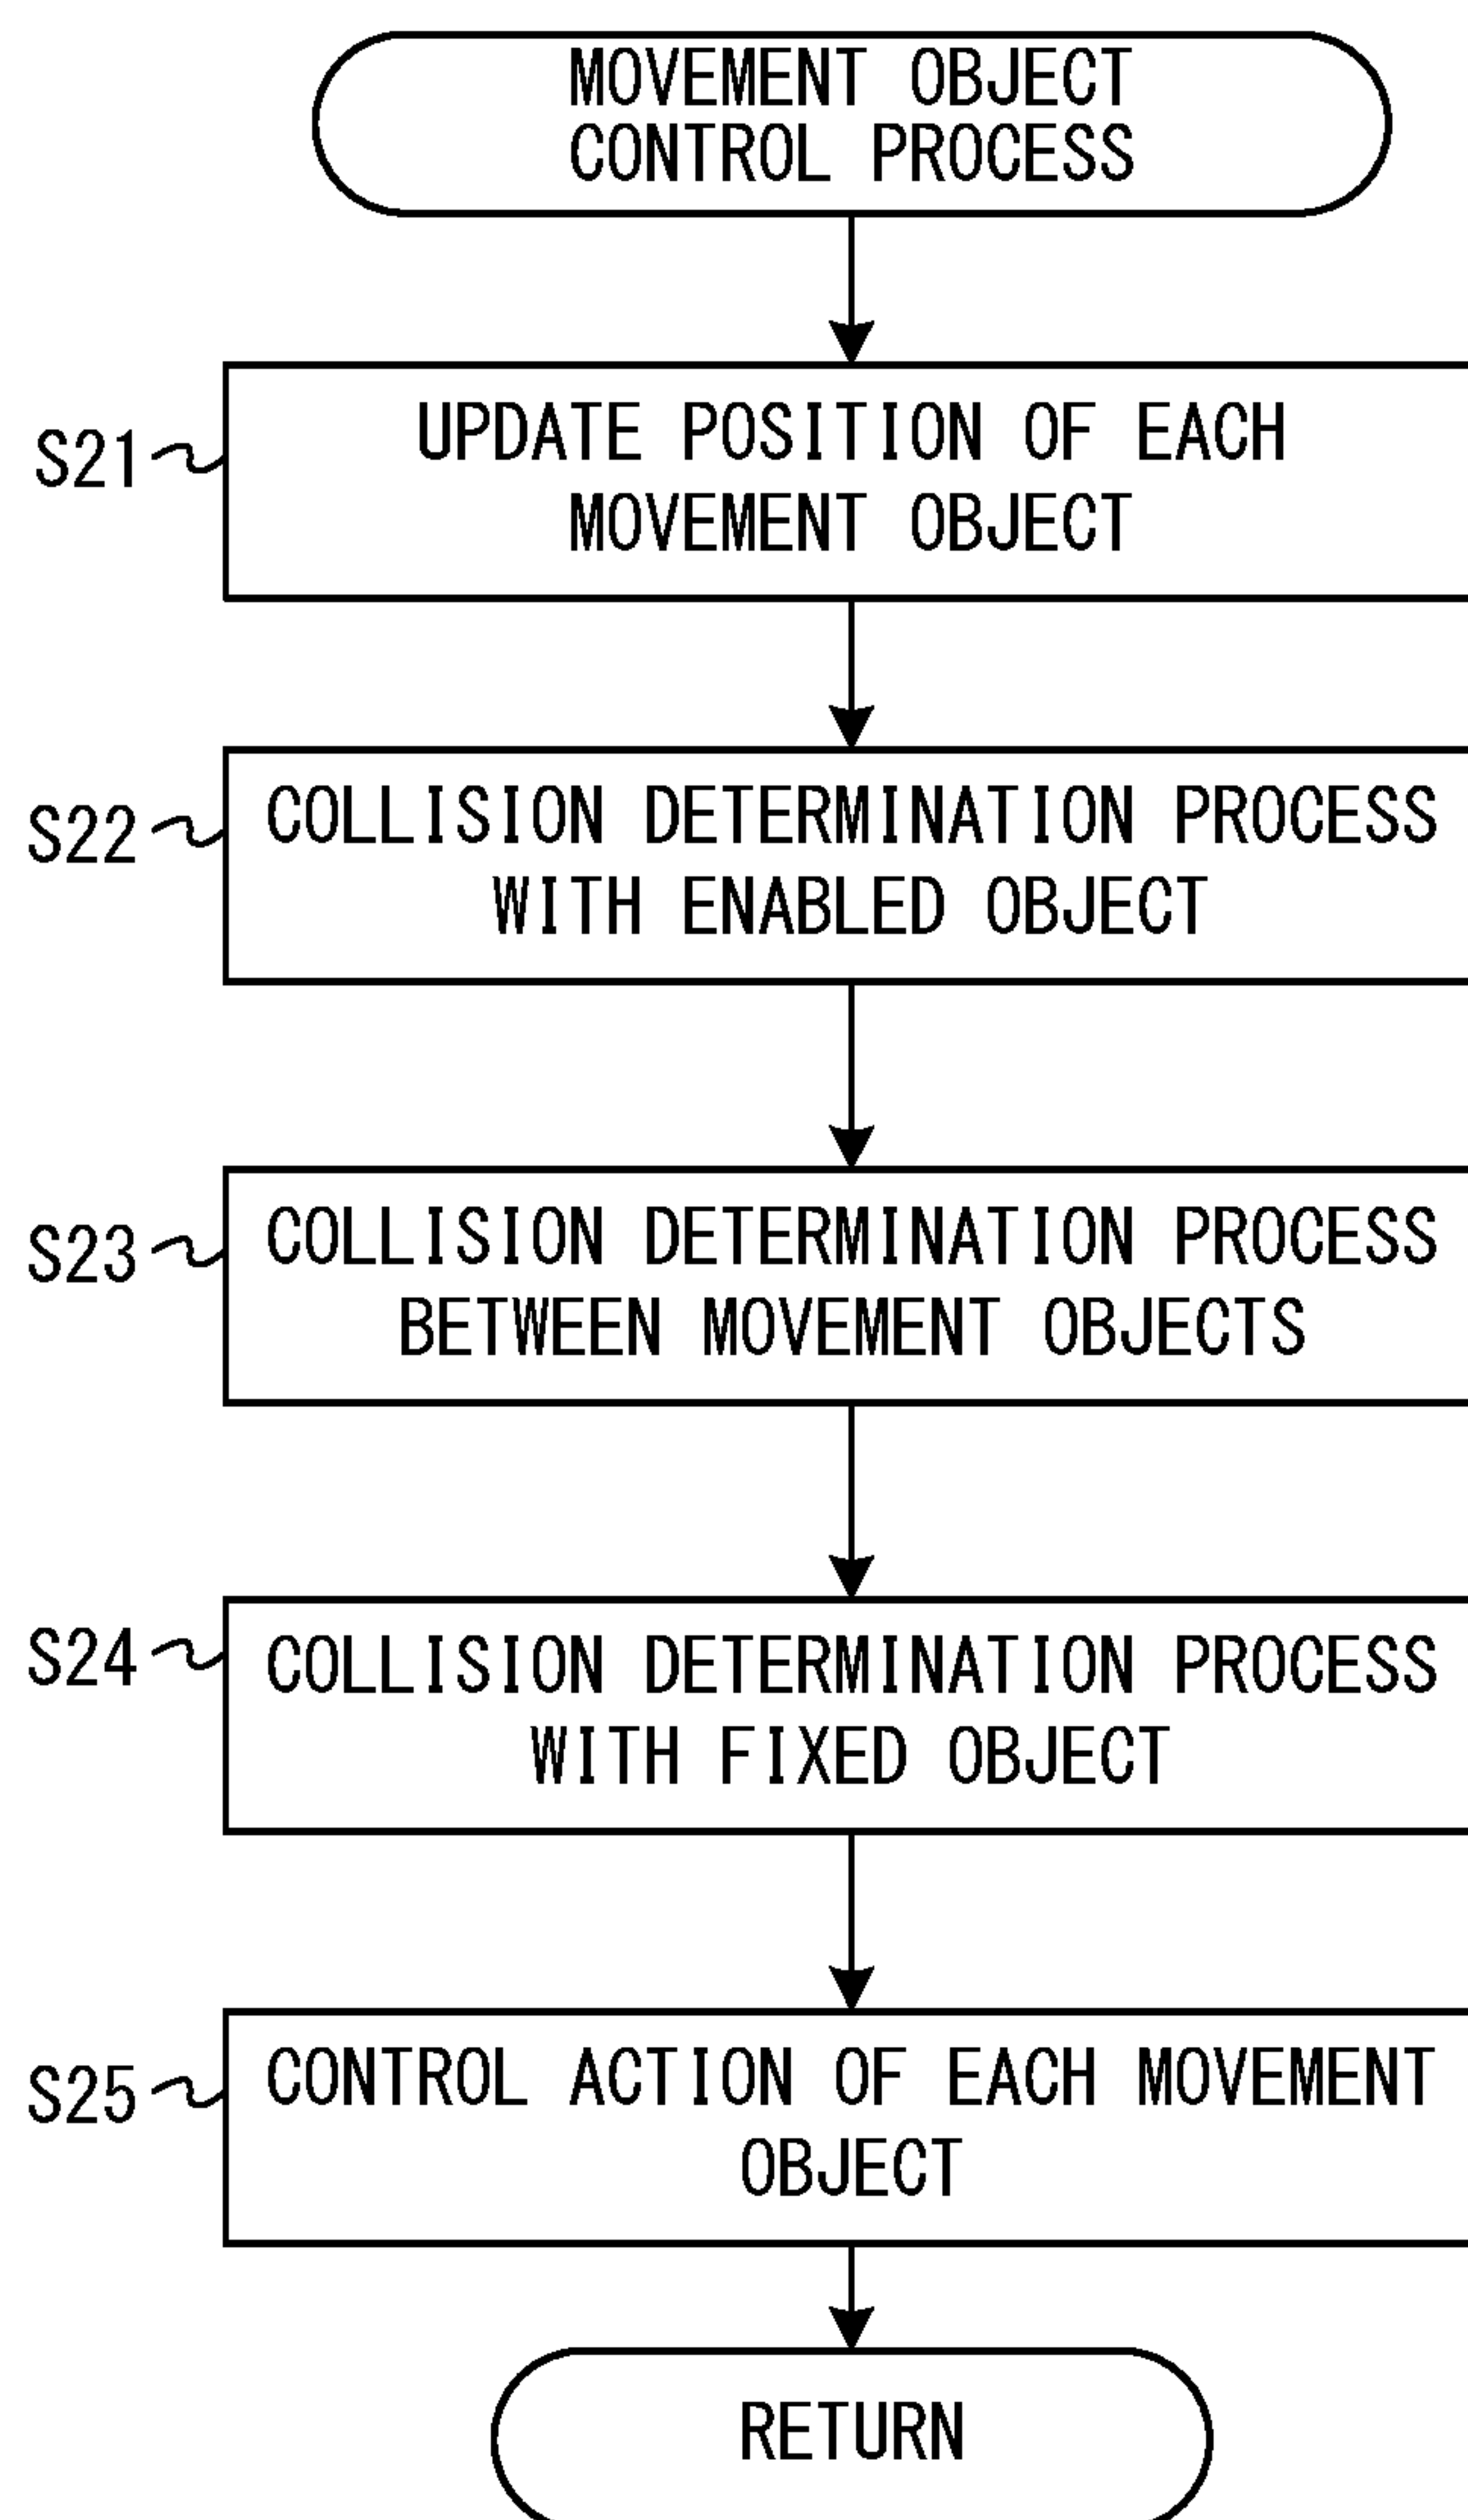 MOVEMENT OBJECT
CONTROL PROCESS
S21
UPDATE POSITION OF EACH
MOVEMENT OBJECT
S22
COLLISION DETERMINATION PROCESS
WITH ENABLED OBJECT
S23
COLLISION DETERMINATION PROCESS
BETWEEN MOVEMENT OBJECTS
S24
COLLISION DETERMINATION PROCESS
WITH FIXED OBJECT
S25
CONTROL ACTION OF EACH MOVEMENT
OBJECT
RETURN